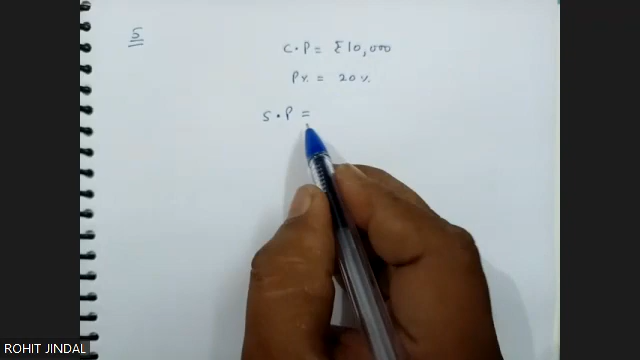 5
C.P = ₹10,000
P% = 20%
S.P =
ROHIT JINDAL